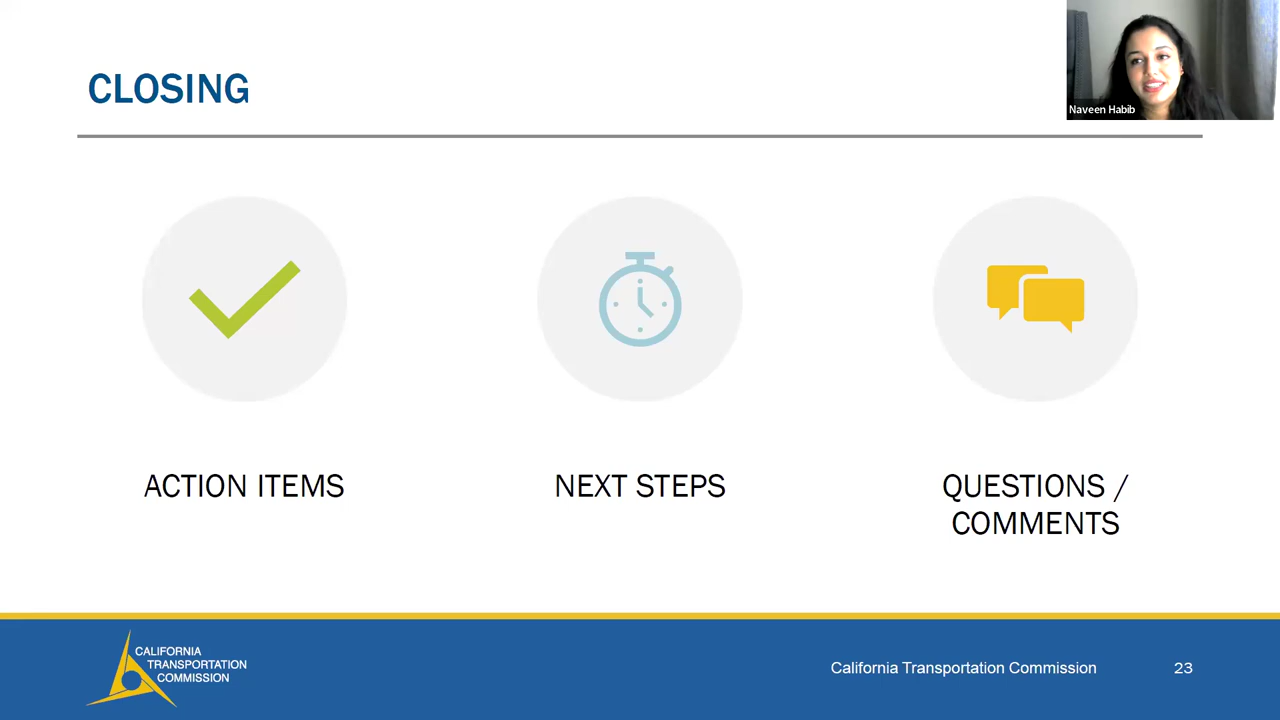 CLOSING
Naveen Habib
ACTION ITEMS
NEXT STEPS
QUESTIONS /
COMMENTS
CALIFORNIA
TRANSPORTATION
COMMISSION
California Transportation Commission
23